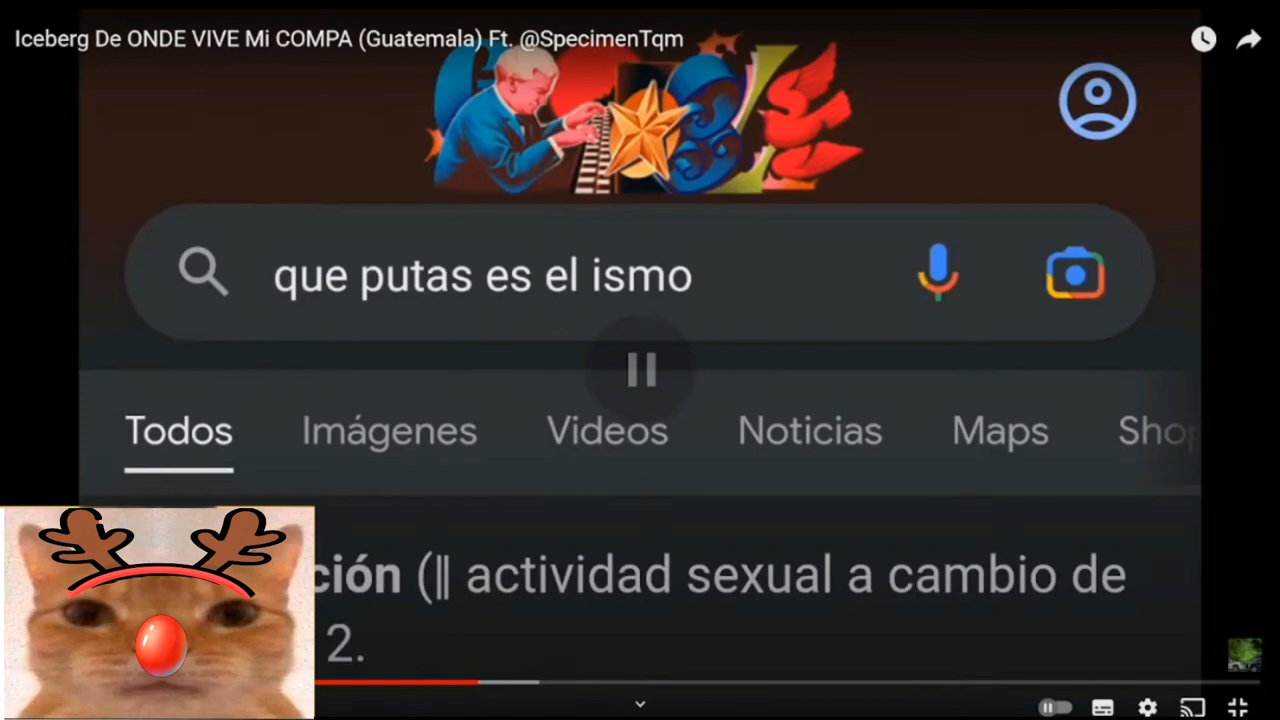 Iceberg De ONDE VIVE Mi COMPA (Guatemala) Ft. @SpecimenTqm
que putas es el ismo
Todos Imágenes Videos Noticias Maps Shop
ción (‖ actividad sexual a cambio de
2.